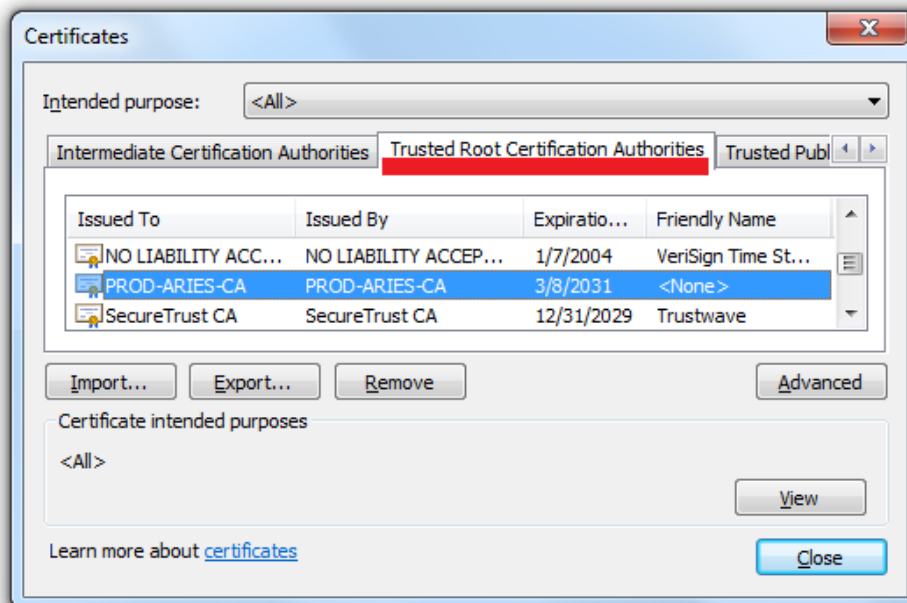 Certificates
Intended purpose: <All>
Intermediate Certification Authorities Trusted Root Certification Authorities Trusted Publ
Issued To Issued By Expiratio... Friendly Name
NO LIABILITY ACC... NO LIABILITY ACCEP... 1/7/2004 VeriSign Time St...
PROD-ARIES-CA PROD-ARIES-CA 3/8/2031 <None>
SecureTrust CA SecureTrust CA 12/31/2029 Trustwave
Import... Export... Remove Advanced
Certificate intended purposes
<All>
View
Learn more about certificates
Close